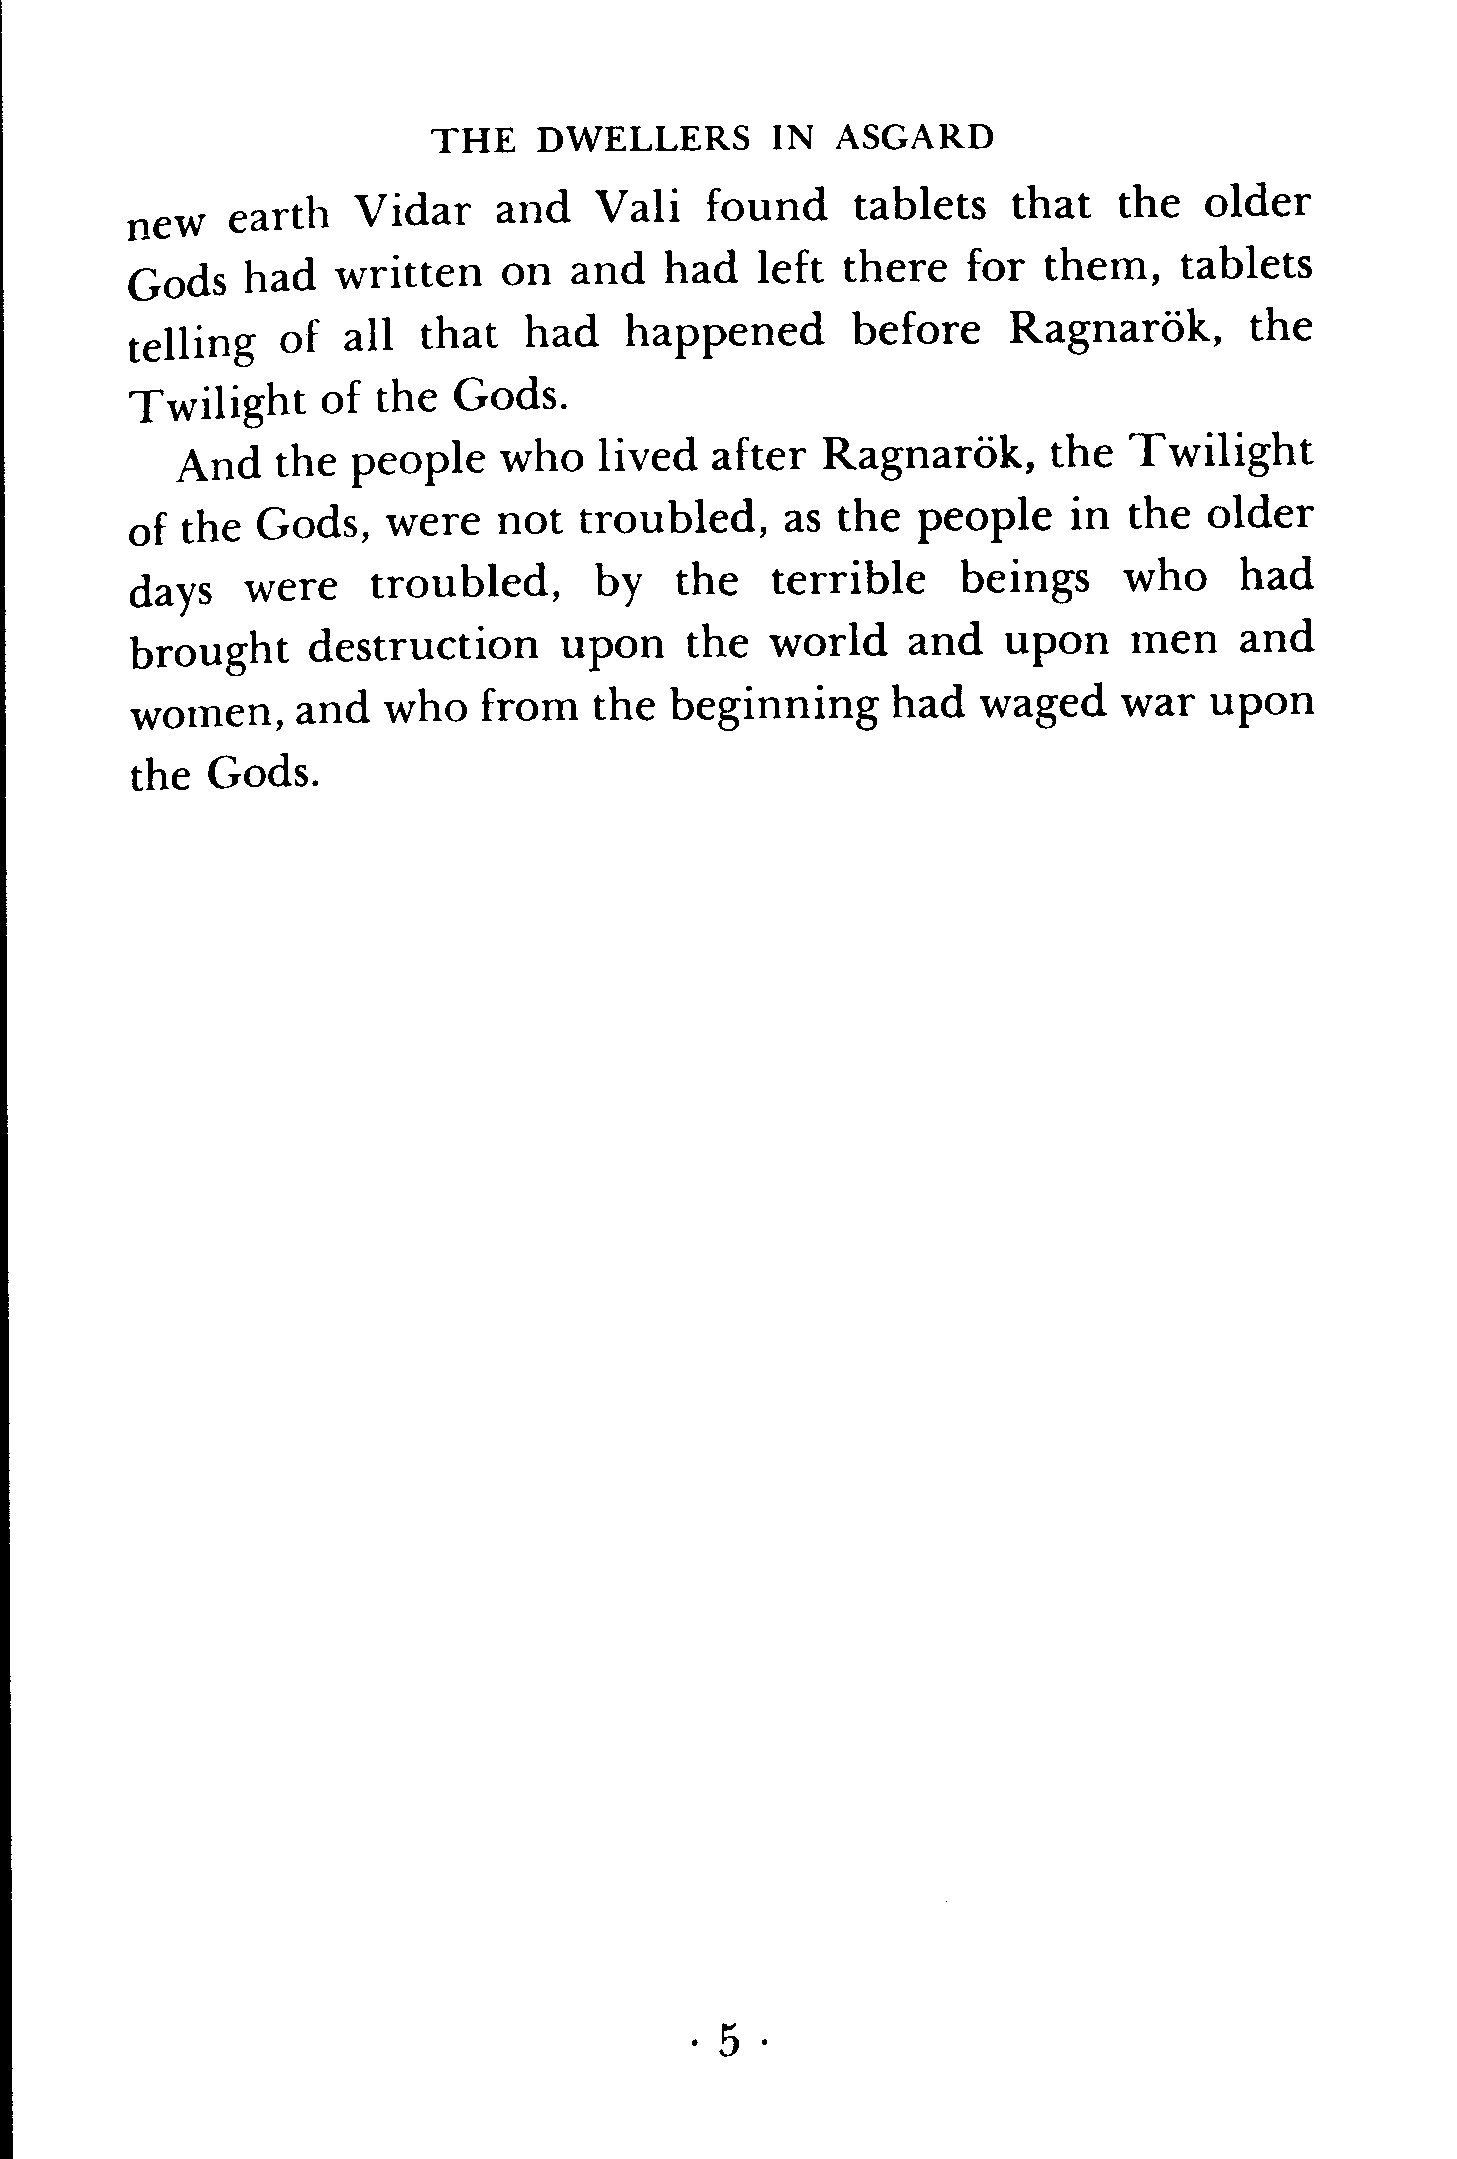 THE DWELLERS IN ASGARD
new earth Vidar and Vali found tablets that the older
Gods had written on and had left there for them, tablets
telling of all that had happened before Ragnarök, the
Twilight of the Gods.
And the people who lived after Ragnarök, the Twilight
of the Gods, were not troubled, as the people in the older
days were troubled, by the terrible beings who had
brought destruction upon the world and upon men and
women, and who from the beginning had waged war upon
the Gods.
· 5 ·